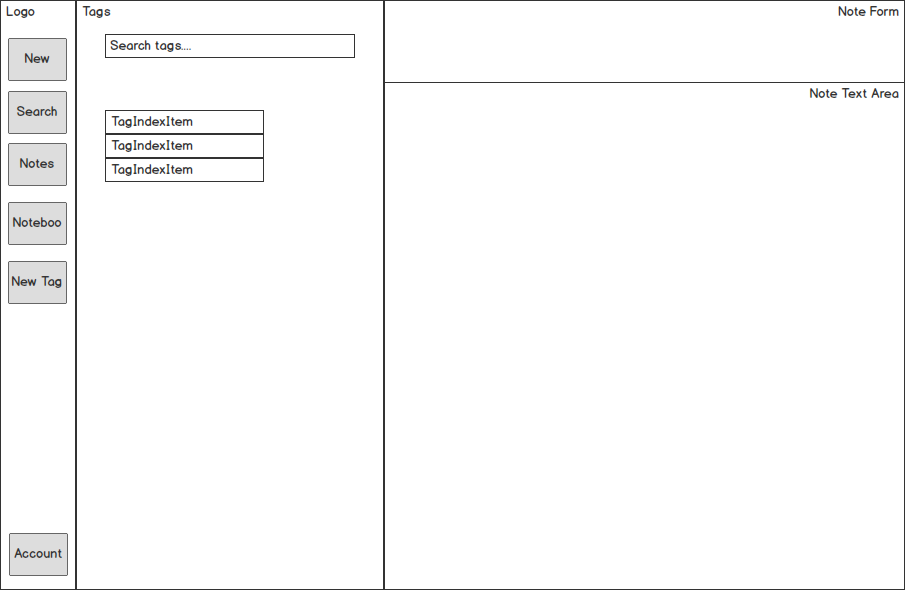 Logo
New
Search
Notes
Noteboo
New Tag
Account
Tags
Search tags....
TagIndexItem
TagIndexItem
TagIndexItem
Note Form
Note Text Area